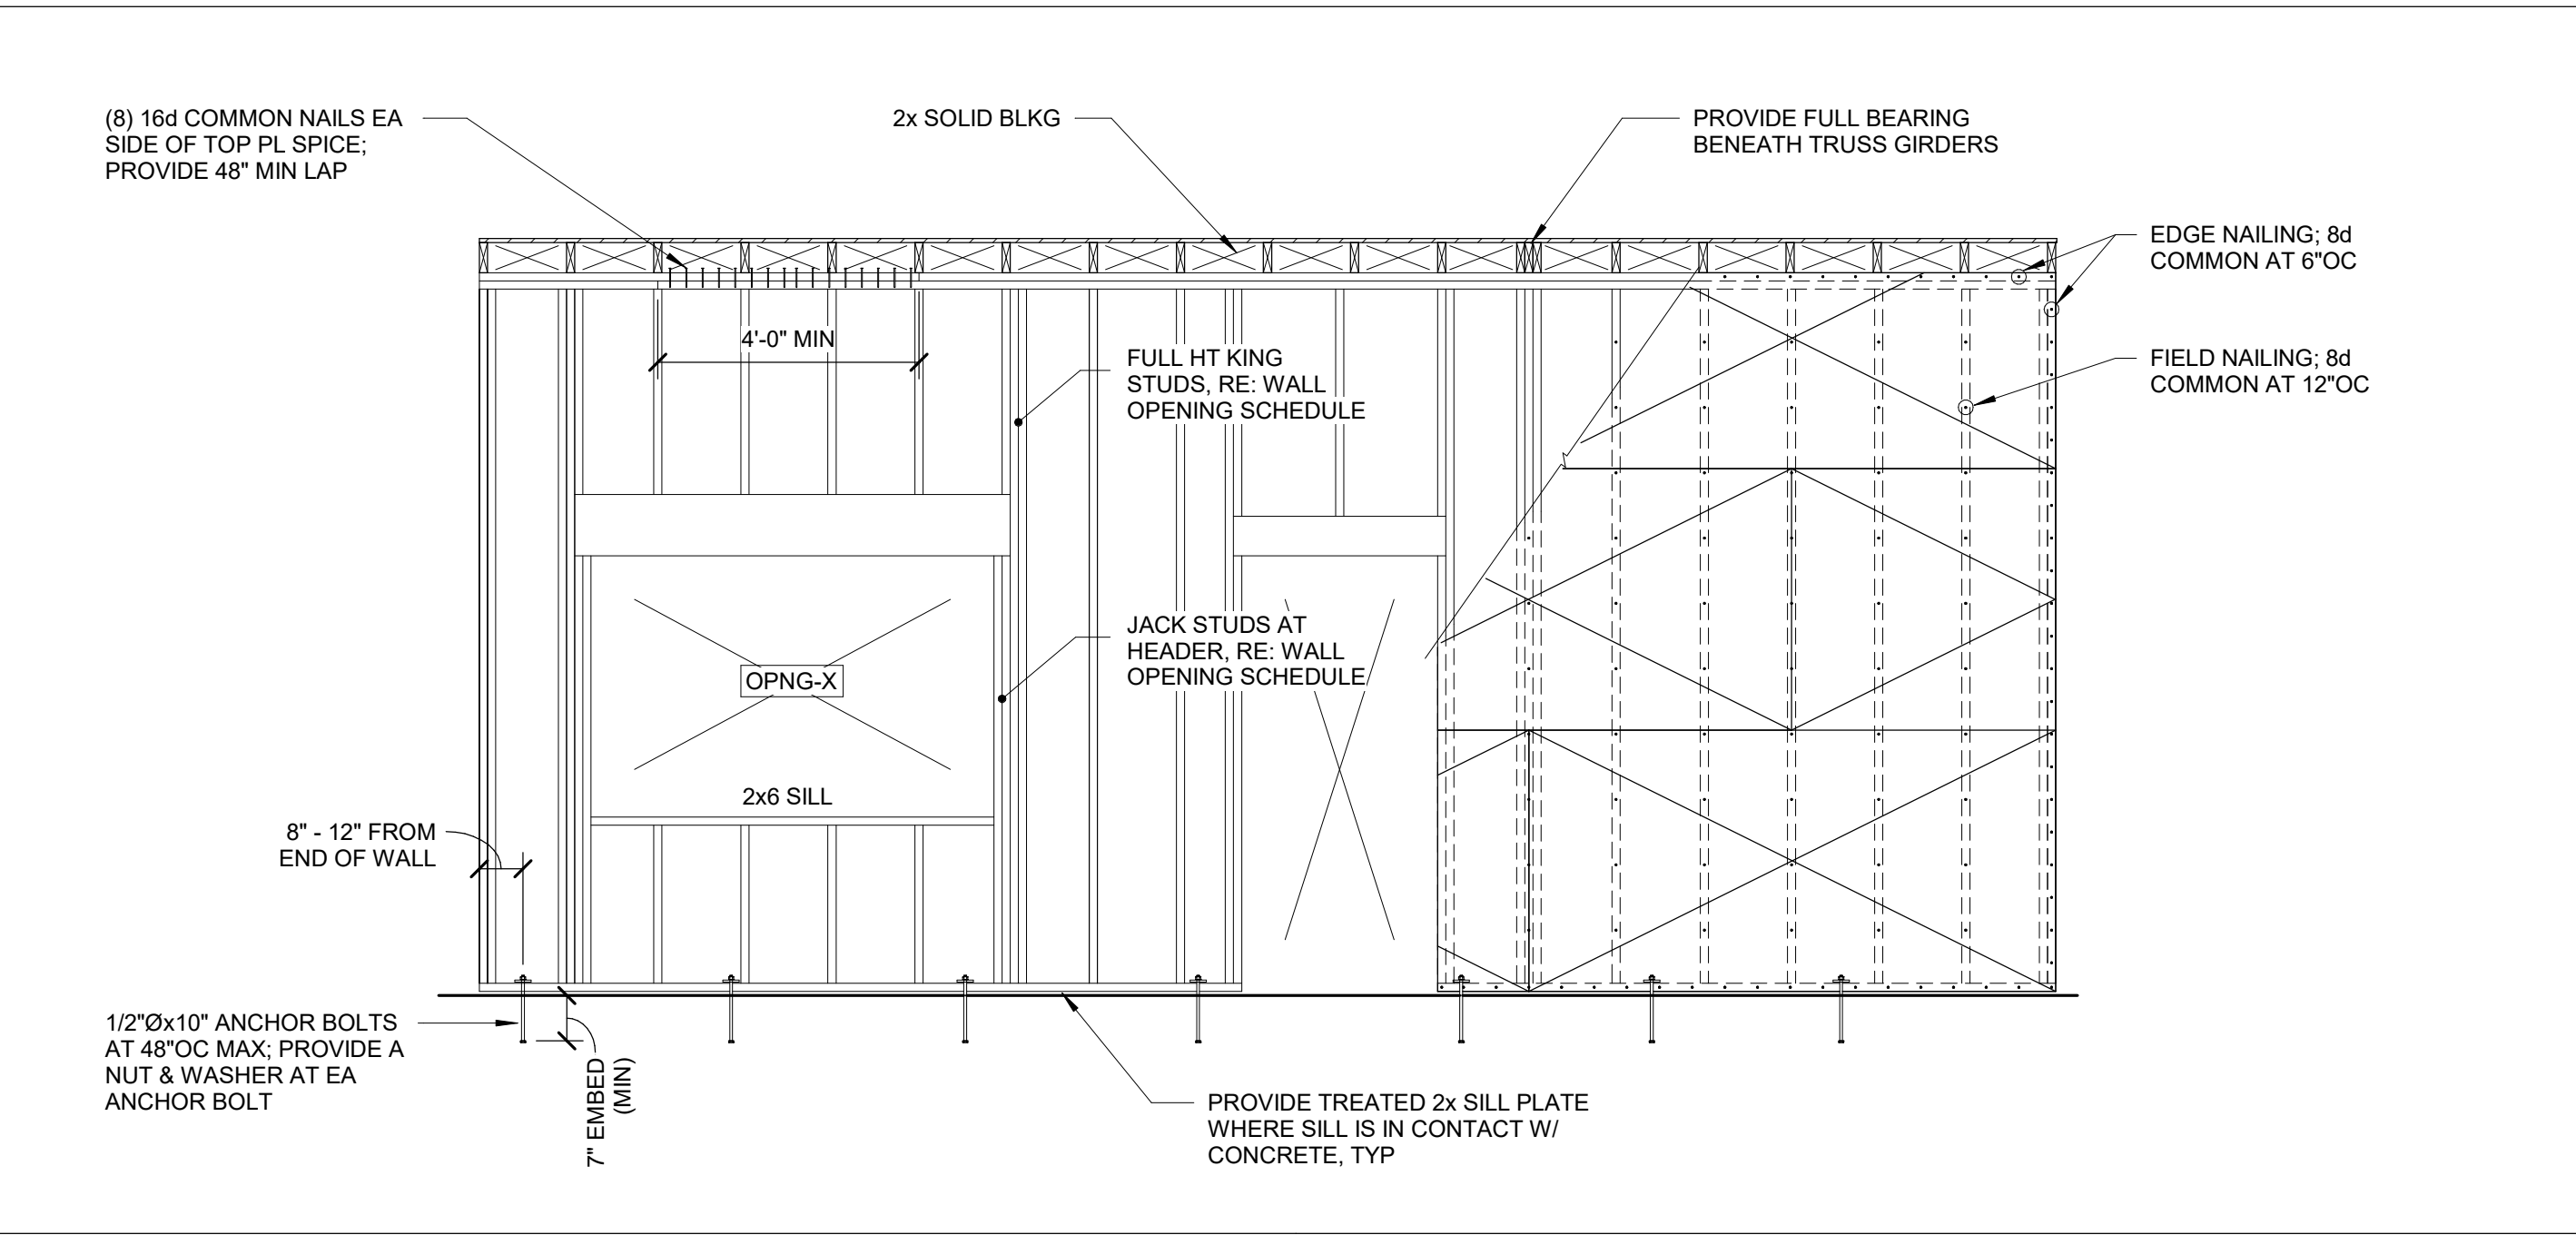 (8) 16d COMMON NAILS EA
SIDE OF TOP PL SPICE;
PROVIDE 48" MIN LAP
2x SOLID BLKG
PROVIDE FULL BEARING
BENEATH TRUSS GIRDERS
EDGE NAILING; 8d
COMMON AT 6"OC
FIELD NAILING; 8d
COMMON AT 12"OC
4'-0" MIN
FULL HT KING
STUDS, RE: WALL
OPENING SCHEDULE
JACK STUDS AT
HEADER, RE: WALL
OPENING SCHEDULE
OPNG-X
2x6 SILL
8" - 12" FROM
END OF WALL
1/2"Øx10" ANCHOR BOLTS
AT 48"OC MAX; PROVIDE A
NUT & WASHER AT EA
ANCHOR BOLT
7" EMBED
(MIN)
PROVIDE TREATED 2x SILL PLATE
WHERE SILL IS IN CONTACT W/
CONCRETE, TYP